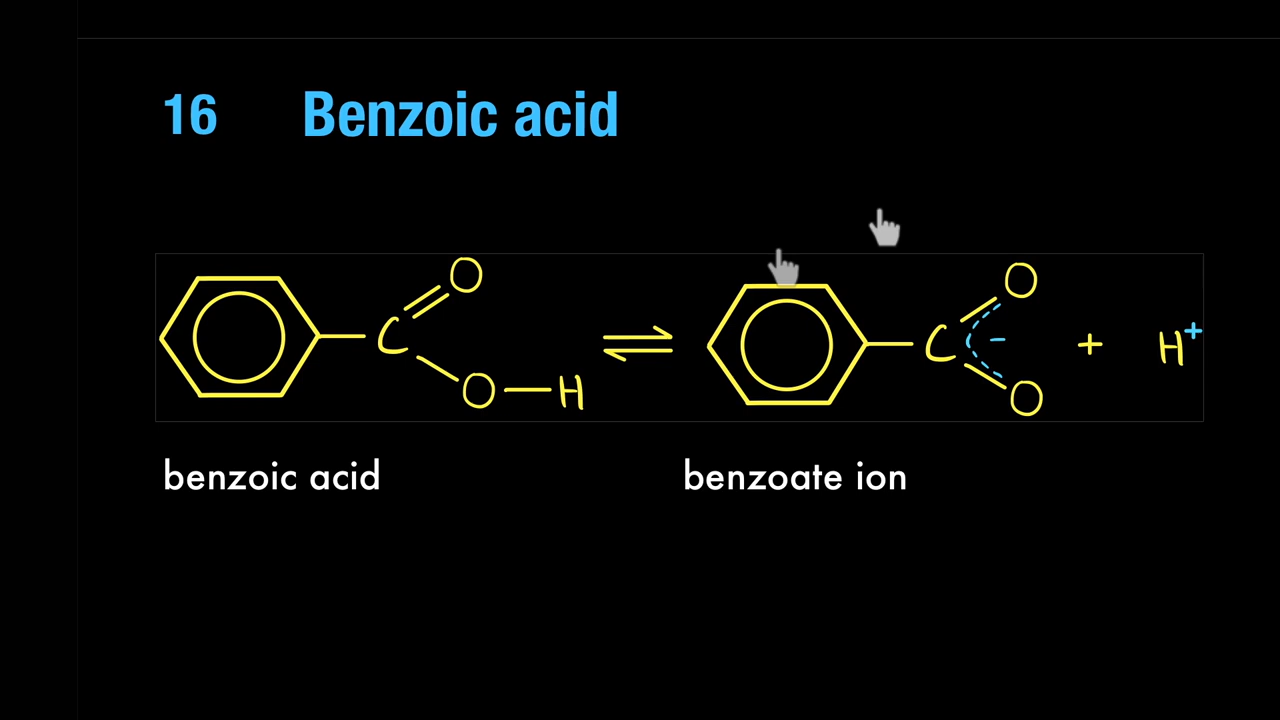 16 Benzoic acid
C O O H ⇌ C O O − + H+
benzoic acid benzoate ion